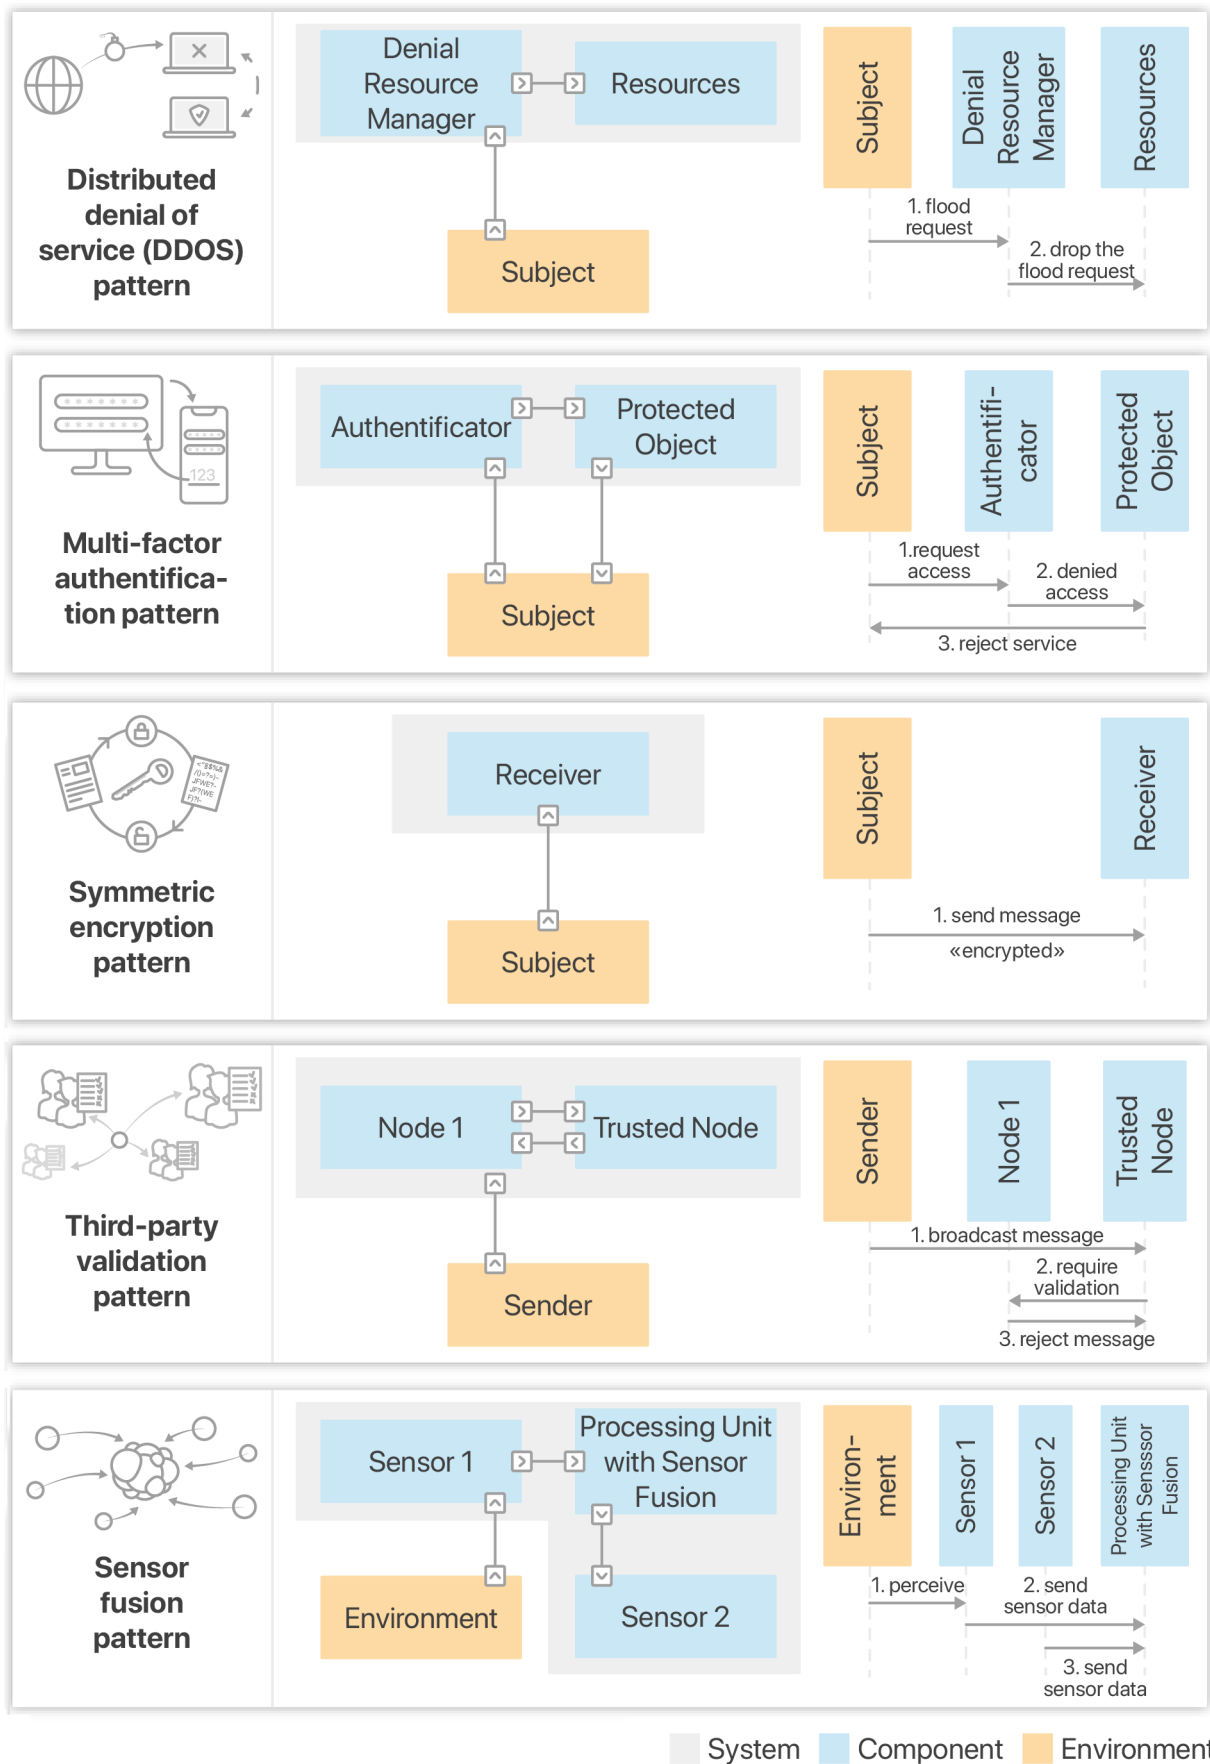 Distributed
denial of
service (DDOS)
pattern
Denial
Resource
Manager
Resources
Subject
Subject
Denial
Resource
Manager
Resources
1. flood
request
2. drop the
flood request
123
Multi-factor
authentifica-
tion pattern
Authentificator
Protected
Object
Subject
Subject
Authentifi-
cator
Protected
Object
1.request
access
2. denied
access
3. reject service
Symmetric
encryption
pattern
Receiver
Subject
Subject
Receiver
1. send message
«encrypted»
Third-party
validation
pattern
Node 1
Trusted Node
Sender
Sender
Node 1
Trusted
Node
1. broadcast message
2. require
validation
3. reject message
Sensor
fusion
pattern
Sensor 1
Processing Unit
with Sensor
Fusion
Environment
Sensor 2
Environ-
ment
Sensor 1
Sensor 2
Processing Unit
with Sensssor
Fusion
1. perceive
2. send
sensor data
3. send
sensor data
System
Component
Environment